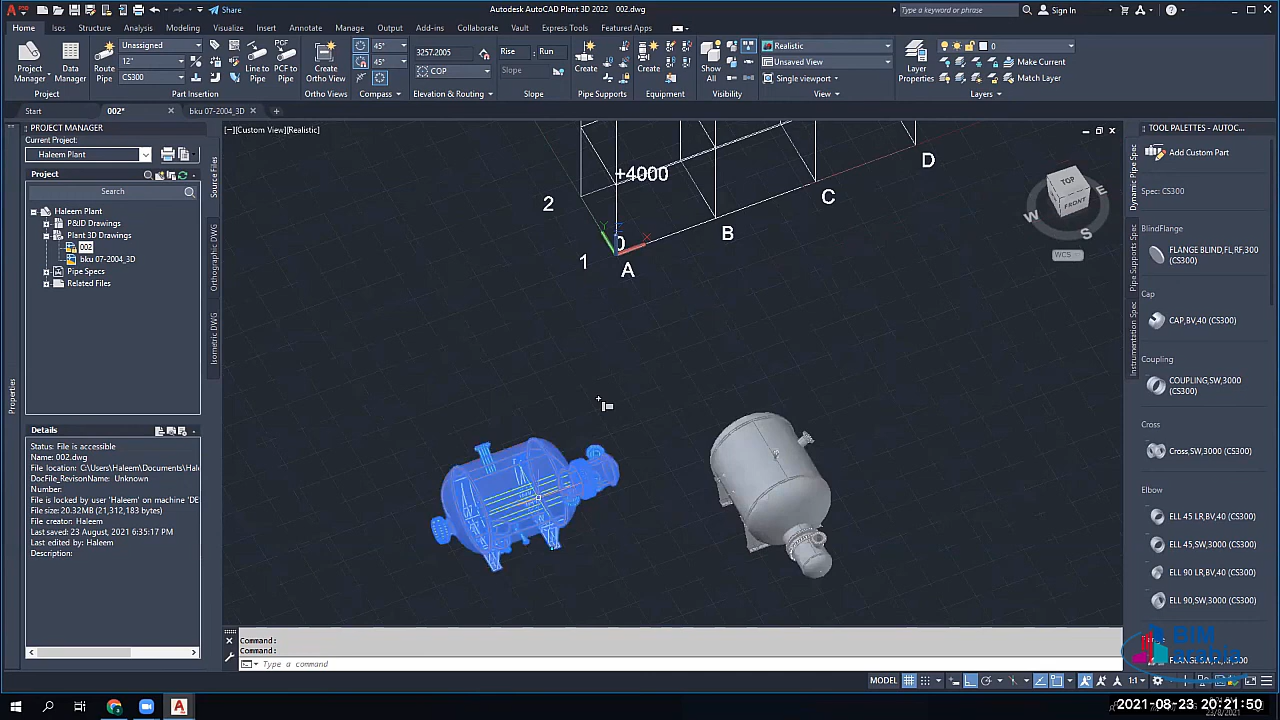 Share
Autodesk AutoCAD Plant 3D 2022   002.dwg
Type a keyword or phrase
Sign In
Home Isos Structure Analysis Modeling Visualize Insert Annotate Manage View Output Add-ins Collaborate Vault Express Tools Featured Apps
Project Manager
Data Manager
Project
Route Pipe
Unassigned
12"
CS300
Line to Pipe
PCF to Pipe
Part Insertion
Create Ortho View
Ortho Views
45°
45°
Compass
3257.2005
COP
Elevation & Routing
Rise : Run
Slope
Slope
Create
Pipe Supports
Create
Equipment
Show All
Visibility
Realistic
Unsaved View
Single viewport
View
Layer Properties
0
Make Current
Match Layer
Layers
Start
002*
bku 07-2004_3D
PROJECT MANAGER
Current Project:
Haleem Plant
Project
Search
Haleem Plant
P&ID Drawings
Plant 3D Drawings
002
bku 07-2004_3D
Pipe Specs
Related Files
Source Files
Orthographic DWG
Isometric DWG
Properties
Details
Status: File is accessible
Name: 002.dwg
File location: C:\Users\Haleem\Documents\Hale
DocFile_RevisonName: Unknown
Number:
File is locked by user 'Haleem' on machine 'DE
File size: 20.32MB (21,312,183 bytes)
File creator: Haleem
Last saved: 23 August, 2021 6:35:17 PM
Last edited by: Haleem
Description:
[−][Custom View][Realistic]
+4000
D
C
B
2
1
0
A
Y
X
TOP
FRONT
W
E
S
WCS
Command:
Command:
Type a command
TOOL PALETTES - AUTOC...
Dynamic Pipe Spec
Pipe Supports Spec
Instrumentation Spec
Add Custom Part
Spec: CS300
BlindFlange
FLANGE BLIND,FL,RF,300 (CS300)
Cap
CAP,BV,40 (CS300)
Coupling
COUPLING,SW,3000 (CS300)
Cross
Cross,SW,3000 (CS300)
Elbow
ELL 45 LR,BV,40 (CS300)
ELL 45,SW,3000 (CS300)
ELL 90 LR,BV,40 (CS300)
ELL 90,SW,3000 (CS300)
BIM
arabia
MODEL
1:1
2021-08-23 20:21:50